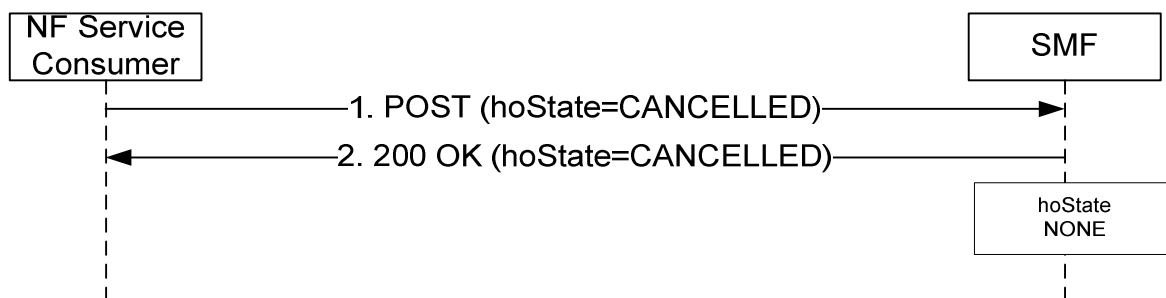 NF Service
Consumer
SMF
1. POST (hoState=CANCELLED)
2. 200 OK (hoState=CANCELLED)
hoState
NONE